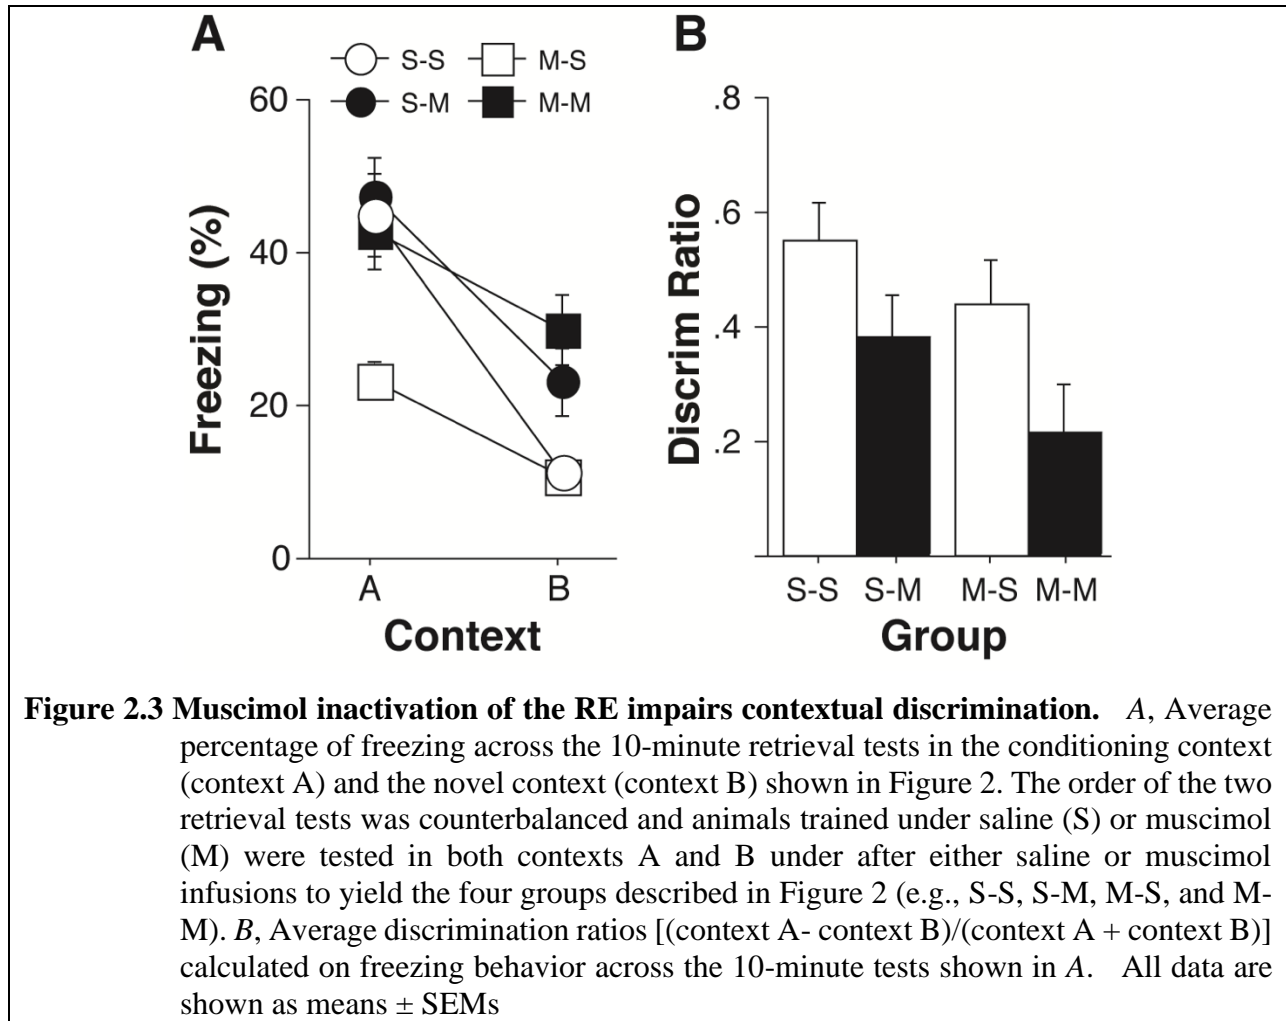 A
B
S-S
M-S
S-M
M-M
60
40
20
0
Freezing (%)
A
B
Context
.8
.6
.4
.2
Discrim Ratio
S-S
S-M
M-S
M-M
Group
Figure 2.3 Muscimol inactivation of the RE impairs contextual discrimination. A, Average
percentage of freezing across the 10-minute retrieval tests in the conditioning context
(context A) and the novel context (context B) shown in Figure 2. The order of the two
retrieval tests was counterbalanced and animals trained under saline (S) or muscimol
(M) were tested in both contexts A and B under after either saline or muscimol
infusions to yield the four groups described in Figure 2 (e.g., S-S, S-M, M-S, and M-
M). B, Average discrimination ratios [(context A- context B)/(context A + context B)]
calculated on freezing behavior across the 10-minute tests shown in A. All data are
shown as means ± SEMs